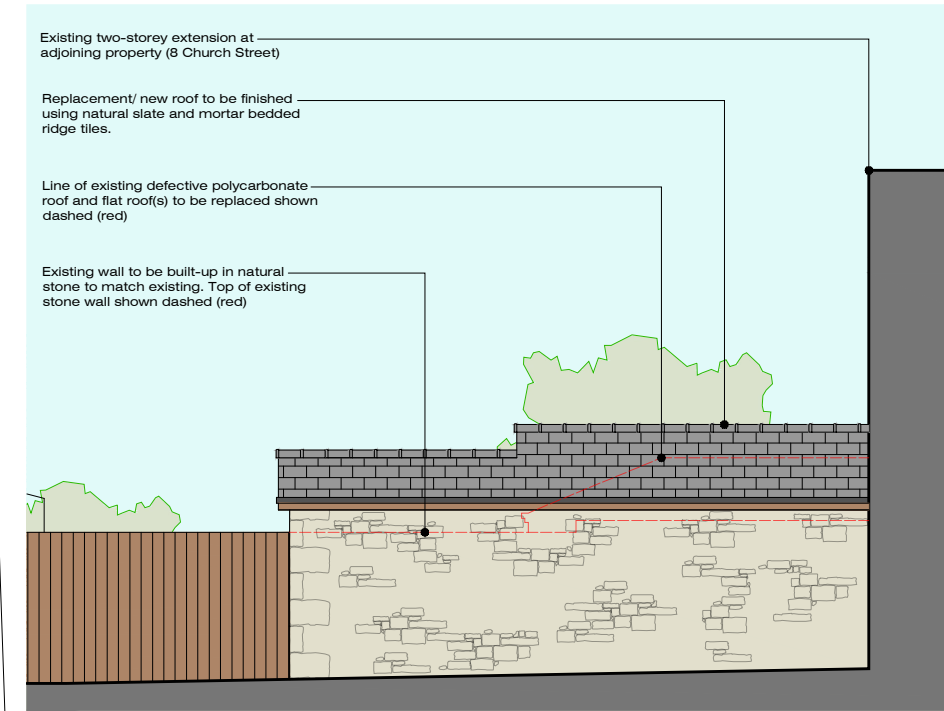 Existing two-storey extension at
adjoining property (8 Church Street)
Replacement/ new roof to be finished
using natural slate and mortar bedded
ridge tiles.
Line of existing defective polycarbonate
roof and flat roof(s) to be replaced shown
dashed (red)
Existing wall to be built-up in natural
stone to match existing. Top of existing
stone wall shown dashed (red)